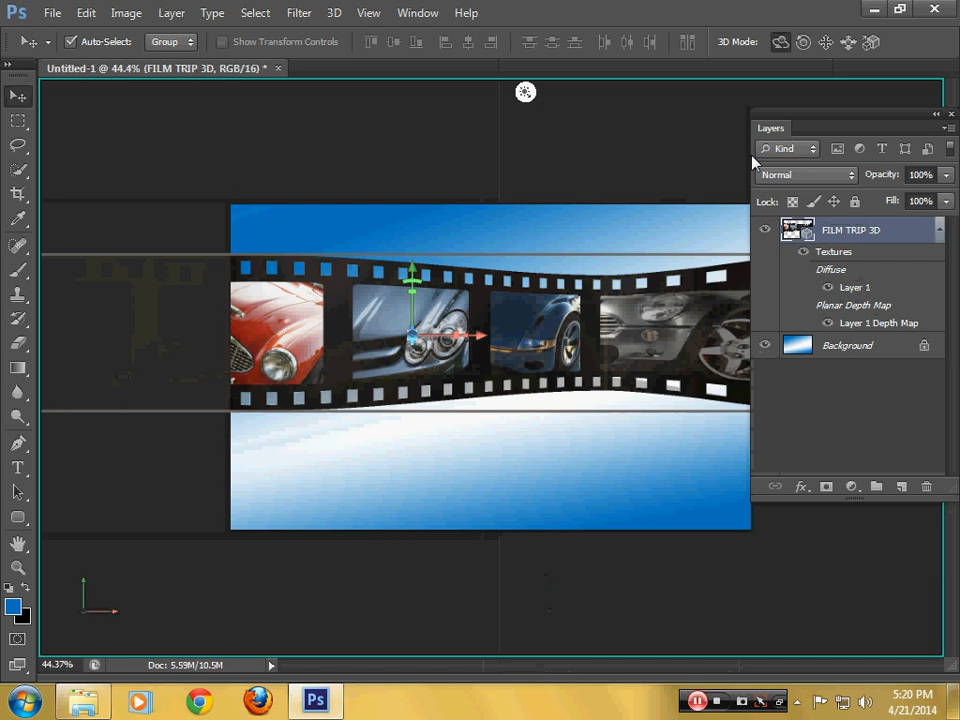 Ps File Edit Image Layer Type Select Filter 3D View Window Help
Auto-Select: Group Show Transform Controls 3D Mode:
Untitled-1 @ 44.4% (FILM TRIP 3D, RGB/16) *
Layers
Kind
Normal Opacity: 100%
Lock: Fill: 100%
FILM TRIP 3D
Textures
Diffuse
Layer 1
Planar Depth Map
Layer 1 Depth Map
Background
fx
44.37% Doc: 5.59M/10.5M
Ps
5:20 PM
4/21/2014